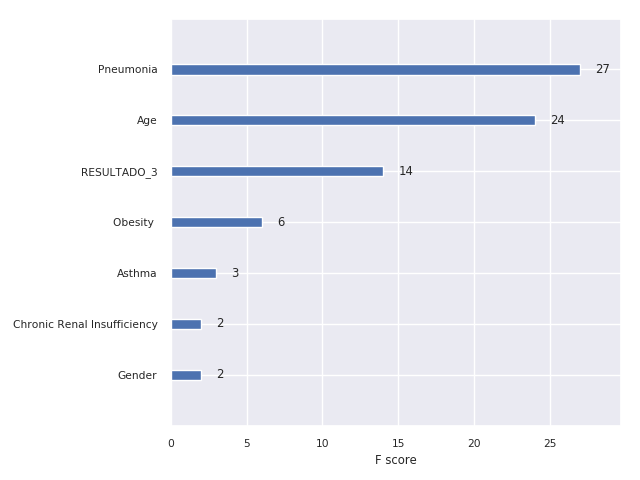 Pneumonia 27
Age 24
RESULTADO_3 14
Obesity 6
Asthma 3
Chronic Renal Insufficiency 2
Gender 2
0 5 10 15 20 25
F score